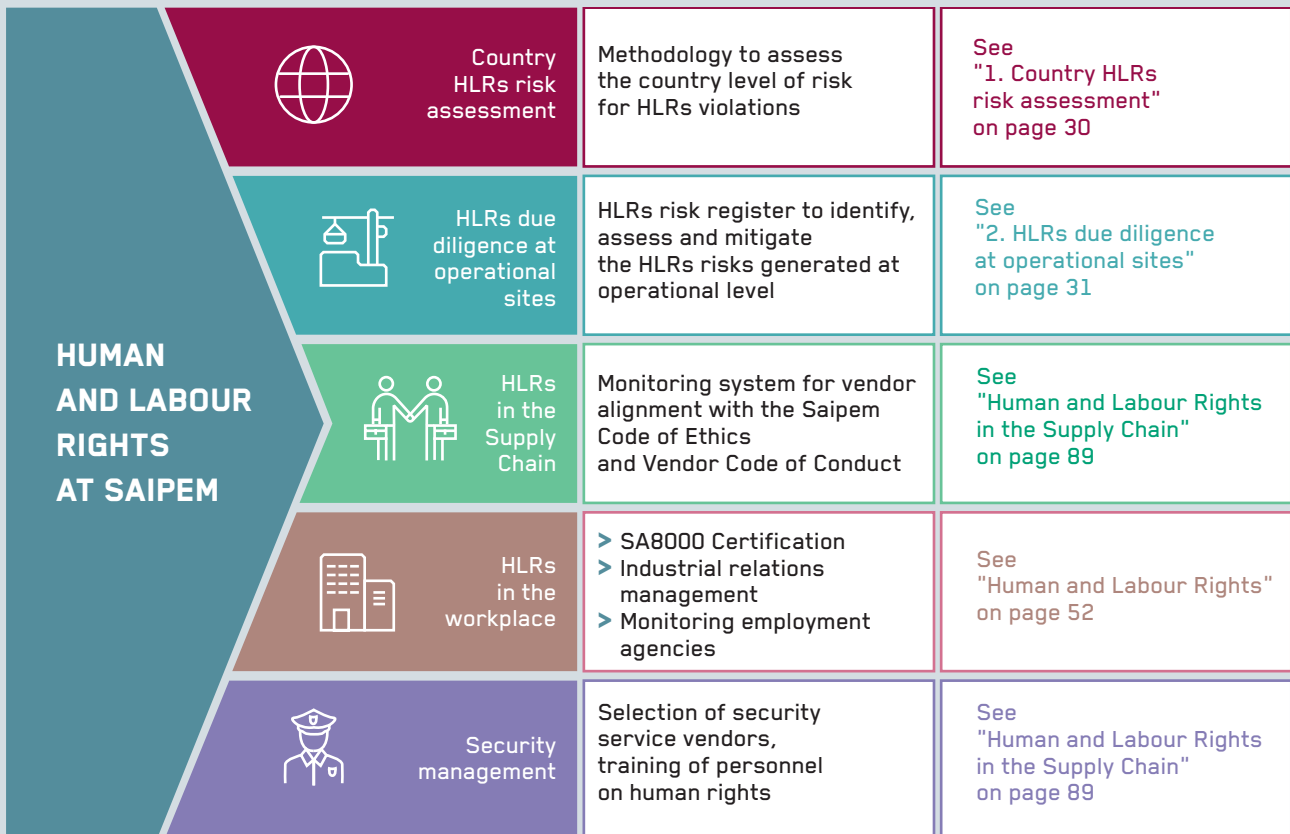 HUMAN
AND LABOUR
RIGHTS
AT SAIPEM
Country
HLRs risk
assessment
Methodology to assess
the country level of risk
for HLRs violations
See
"1. Country HLRs
risk assessment"
on page 30
HLRs due
diligence at
operational
sites
HLRs risk register to identify,
assess and mitigate
the HLRs risks generated at
operational level
See
"2. HLRs due diligence
at operational sites"
on page 31
HLRs
in the
Supply
Chain
Monitoring system for vendor
alignment with the Saipem
Code of Ethics
and Vendor Code of Conduct
See
"Human and Labour Rights
in the Supply Chain"
on page 89
HLRs
in the
workplace
> SA8000 Certification
> Industrial relations
management
> Monitoring employment
agencies
See
"Human and Labour Rights"
on page 52
Security
management
Selection of security
service vendors,
training of personnel
on human rights
See
"Human and Labour Rights
in the Supply Chain"
on page 89